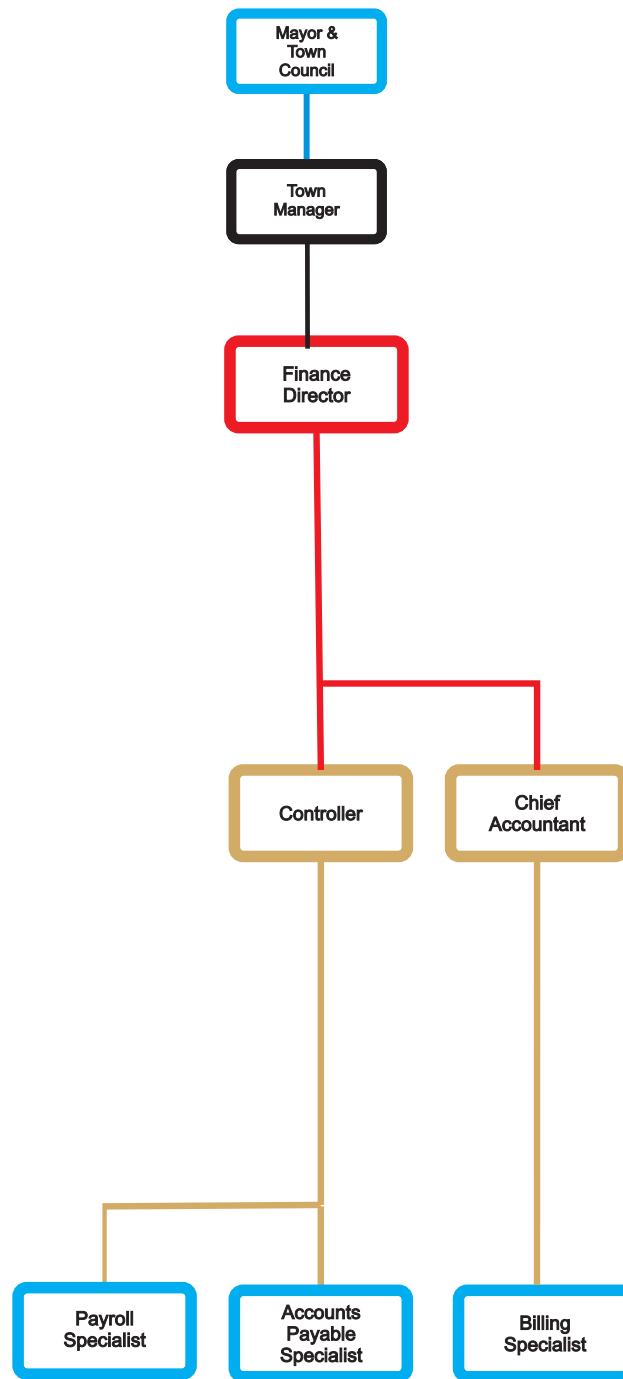 Mayor &
Town
Council
Town
Manager
Finance
Director
Controller
Chief
Accountant
Payroll
Specialist
Accounts
Payable
Specialist
Billing
Specialist